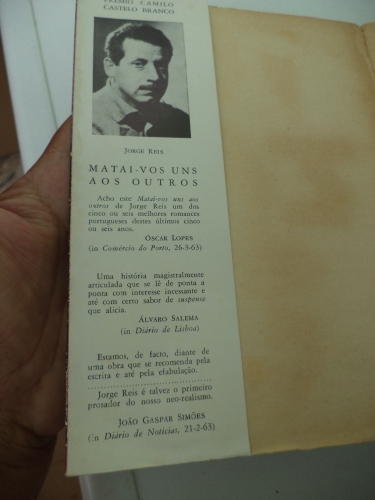 PRÉMIO CAMILO
CASTELO BRANCO
JORGE REIS
MATAI-VOS UNS
AOS OUTROS
Acho este Matai-vos uns aos
outros de Jorge Reis um dos
cinco ou seis melhores romances
portugueses destes últimos cinco
ou seis anos.
ÓSCAR LOPES
(in Comércio do Porto, 26-3-63)
Uma história magistralmente
articulada que se lê de ponta a
ponta com interesse incessante e
até com certo sabor de suspense
que alicia.
ÁLVARO SALEMA
(in Diário de Lisboa)
Estamos, de facto, diante de
uma obra que se recomenda pela
escrita e até pela efabulação.
Jorge Reis é talvez o primeiro
prosador do nosso neo-realismo.
JOÃO GASPAR SIMÕES
(in Diário de Notícias, 21-2-63)